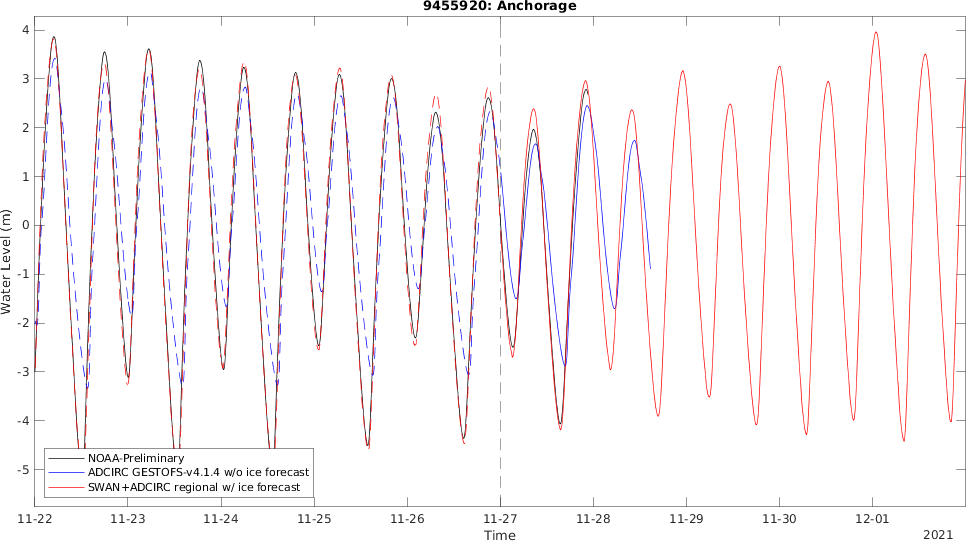 9455920: Anchorage
Water Level (m)
4
3
2
1
0
-1
-2
-3
-4
-5
NOAA-Preliminary
ADCIRC GESTOFS-v4.1.4 w/o ice forecast
SWAN+ADCIRC regional w/ ice forecast
11-22 11-23 11-24 11-25 11-26 11-27 11-28 11-29 11-30 12-01
Time
2021